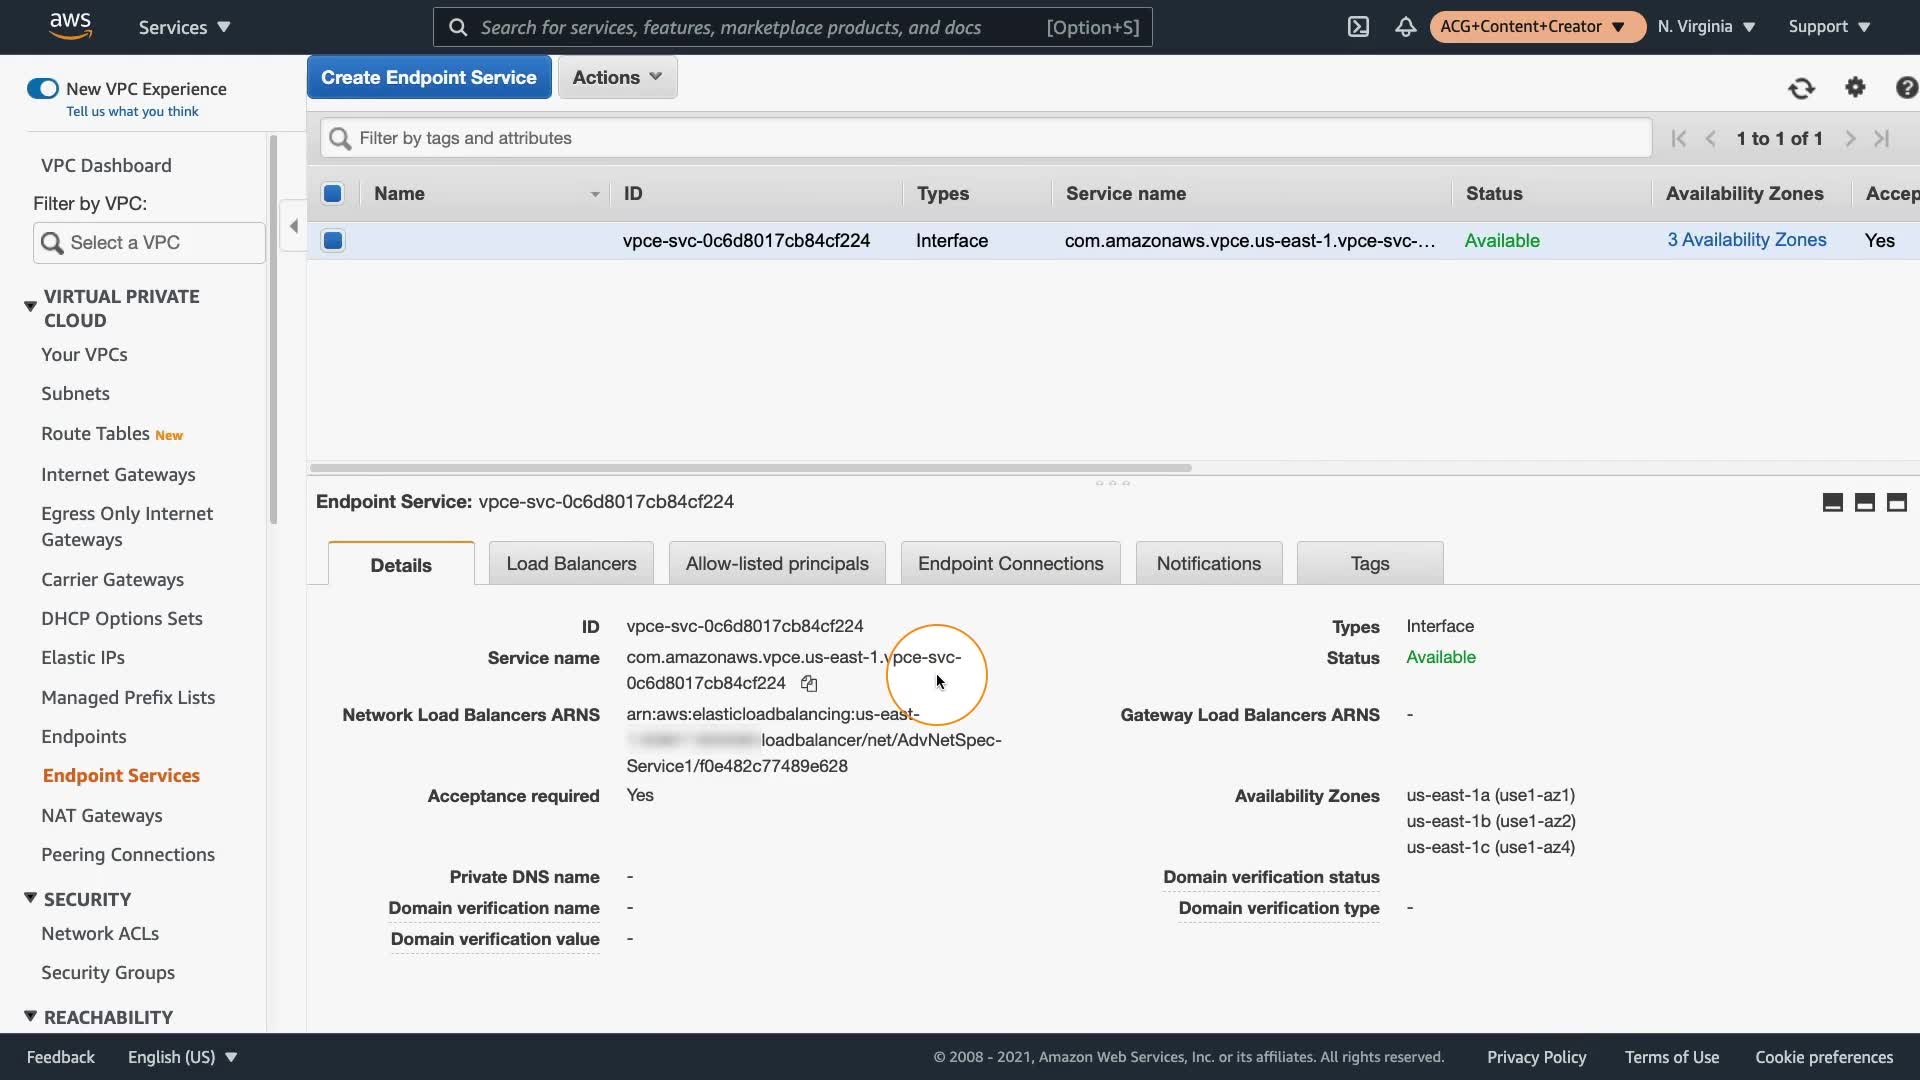 aws
Services
Search for services, features, marketplace products, and docs [Option+S]
ACG+Content+Creator
N. Virginia
Support
New VPC Experience
Tell us what you think
Create Endpoint Service
Actions
Filter by tags and attributes
1 to 1 of 1
VPC Dashboard
Filter by VPC:
Select a VPC
Name ID Types Service name Status Availability Zones Accep
vpce-svc-0c6d8017cb84cf224 Interface com.amazonaws.vpce.us-east-1.vpce-svc-... Available 3 Availability Zones Yes
VIRTUAL PRIVATE
CLOUD
Your VPCs
Subnets
Route Tables New
Internet Gateways
Egress Only Internet
Gateways
Carrier Gateways
DHCP Options Sets
Elastic IPs
Managed Prefix Lists
Endpoints
Endpoint Services
NAT Gateways
Peering Connections
SECURITY
Network ACLs
Security Groups
REACHABILITY
Endpoint Service: vpce-svc-0c6d8017cb84cf224
Details
Load Balancers
Allow-listed principals
Endpoint Connections
Notifications
Tags
ID vpce-svc-0c6d8017cb84cf224
Service name com.amazonaws.vpce.us-east-1.vpce-svc-
0c6d8017cb84cf224
Network Load Balancers ARNS arn:aws:elasticloadbalancing:us-east-
loadbalancer/net/AdvNetSpec-
Service1/f0e482c77489e628
Acceptance required Yes
Private DNS name -
Domain verification name -
Domain verification value -
Types Interface
Status Available
Gateway Load Balancers ARNS -
Availability Zones us-east-1a (use1-az1)
us-east-1b (use1-az2)
us-east-1c (use1-az4)
Domain verification status
Domain verification type -
Feedback
English (US)
© 2008 - 2021, Amazon Web Services, Inc. or its affiliates. All rights reserved.
Privacy Policy
Terms of Use
Cookie preferences